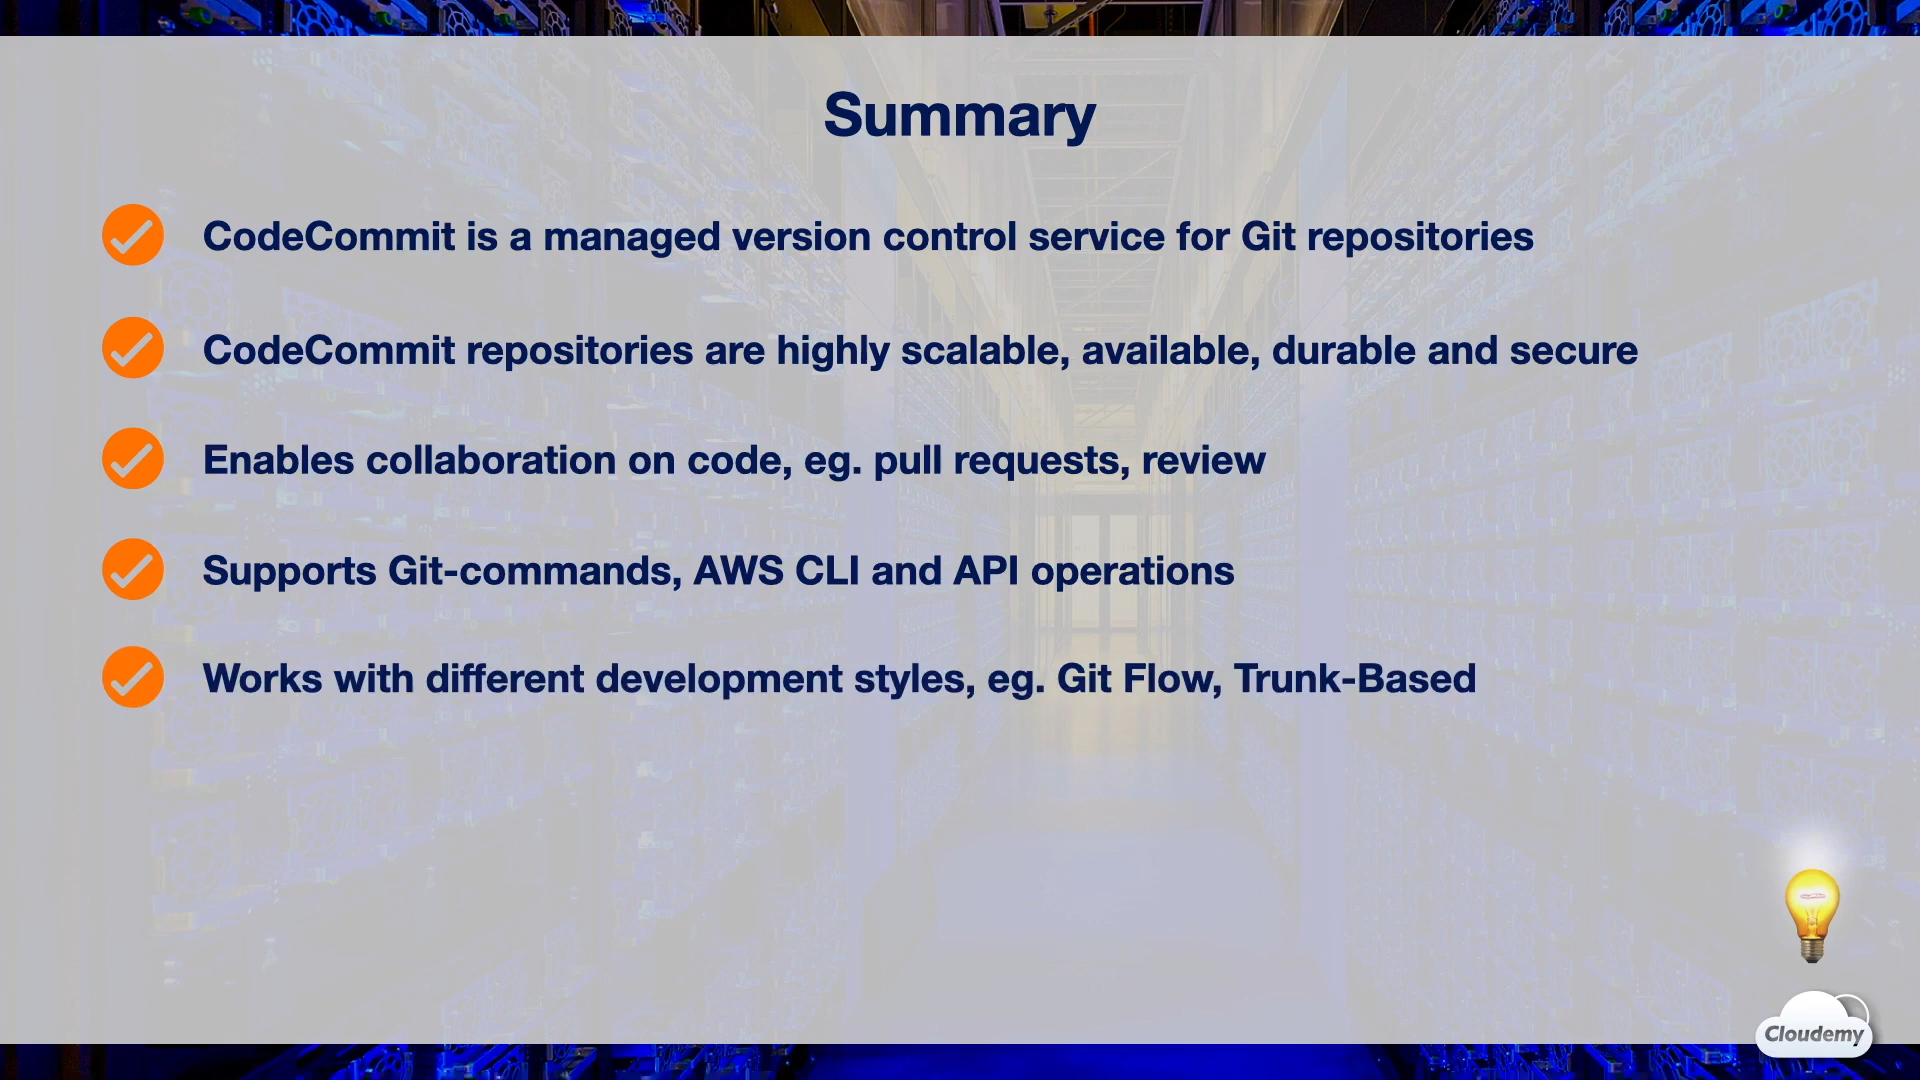 Summary
CodeCommit is a managed version control service for Git repositories
CodeCommit repositories are highly scalable, available, durable and secure
Enables collaboration on code, eg. pull requests, review
Supports Git-commands, AWS CLI and API operations
Works with different development styles, eg. Git Flow, Trunk-Based
Cloudemy